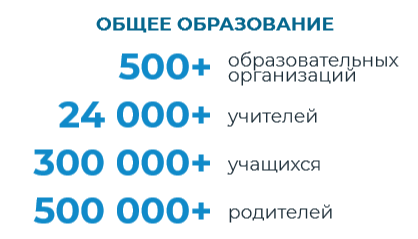 ОБЩЕЕ ОБРАЗОВАНИЕ
500+ образовательных
организаций
24 000+ учителей
300 000+ учащихся
500 000+ родителей